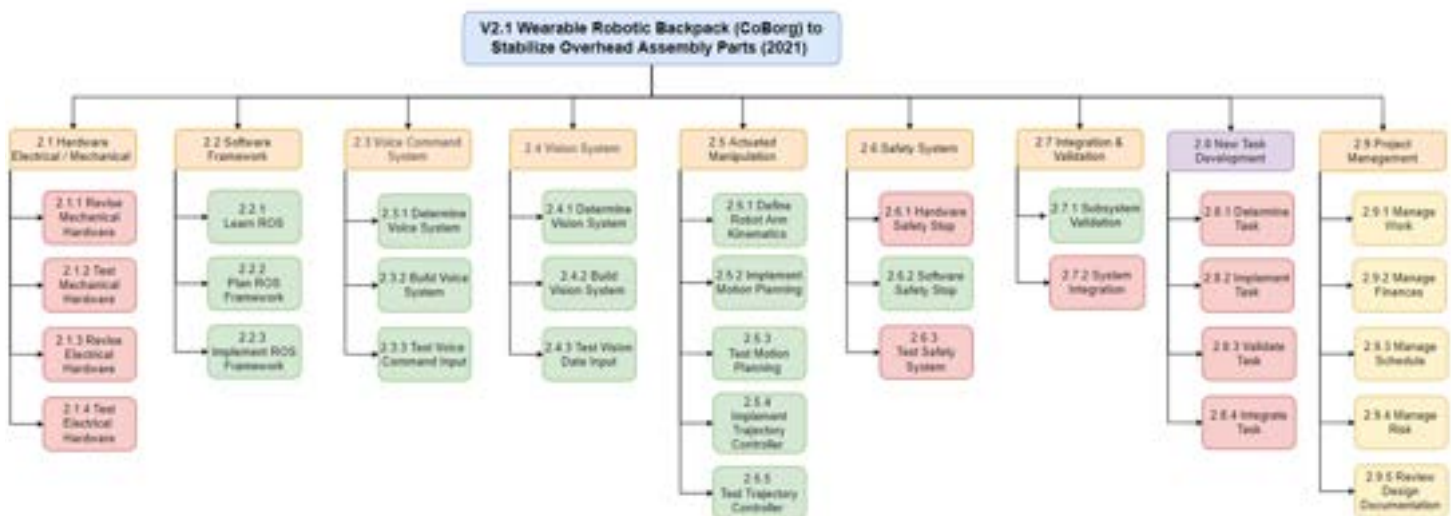 V2.1 Wearable Robotic Backpack (CoBorg) to
Stabilize Overhead Assembly Parts (2021)
2.1 Hardware
Electrical / Mechanical
2.1.1 Revise
Mechanical
Hardware
2.1.2 Test
Mechanical
Hardware
2.1.3 Revise
Electrical
Hardware
2.1.4 Test
Electrical
Hardware
2.2 Software
Framework
2.2.1
Learn ROS
2.2.2
Plan ROS
Framework
2.2.3
Implement ROS
Framework
2.3 Voice Command
System
2.3.1 Determine
Voice System
2.3.2 Build Voice
System
2.3.3 Test Voice
Command Input
2.4 Vision System
2.4.1 Determine
Vision System
2.4.2 Build
Vision System
2.4.3 Test Vision
Data Input
2.5 Actuated
Manipulation
2.5.1 Define
Robot Arm
Kinematics
2.5.2 Implement
Motion Planning
2.5.3
Test Motion
Planning
2.5.4
Implement
Trajectory
Controller
2.5.5
Test Trajectory
Controller
2.6 Safety System
2.6.1 Hardware
Safety Stop
2.6.2 Software
Safety Stop
2.6.3
Test Safety
System
2.7 Integration &
Validation
2.7.1 Subsystem
Validation
2.7.2 System
Integration
2.8 New Task
Development
2.8.1 Determine
Task
2.8.2 Implement
Task
2.8.3 Validate
Task
2.8.4 Integrate
Task
2.9 Project
Management
2.9.1 Manage
Work
2.9.2 Manage
Finances
2.9.3 Manage
Schedule
2.9.4 Manage
Risk
2.9.5 Review
Design
Documentation